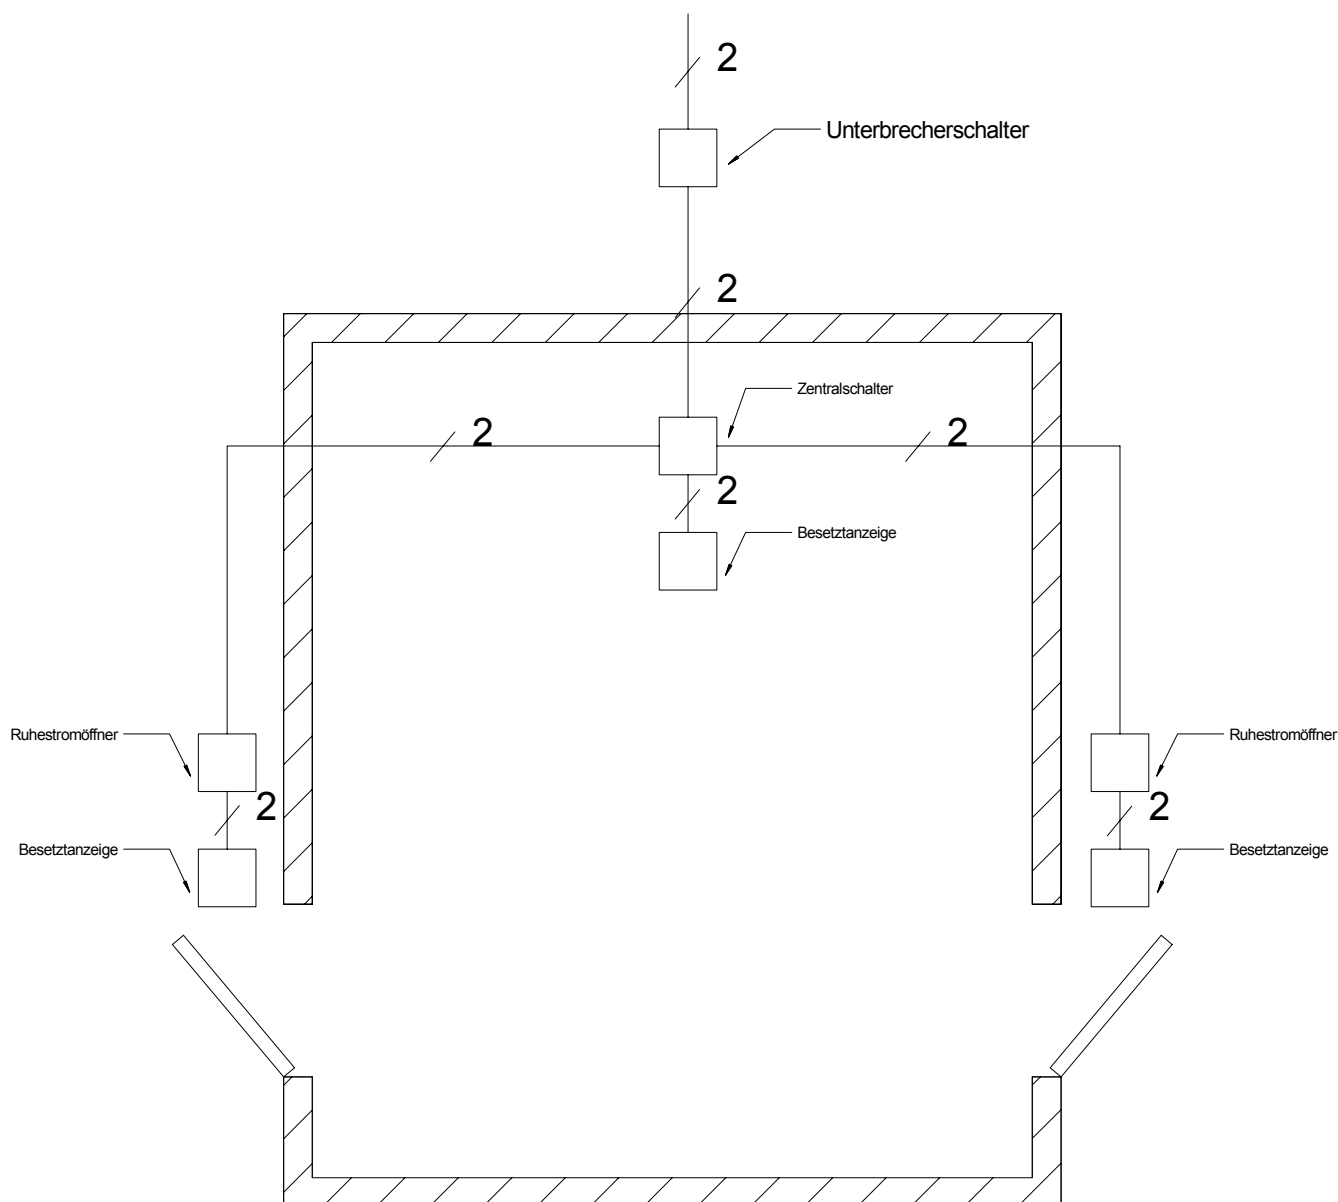 2
Unterbrecherschalter
2
Zentralschalter
2
2
2
Besetztanzeige
Ruhestromöffner
Ruhestromöffner
2
2
Besetztanzeige
Besetztanzeige